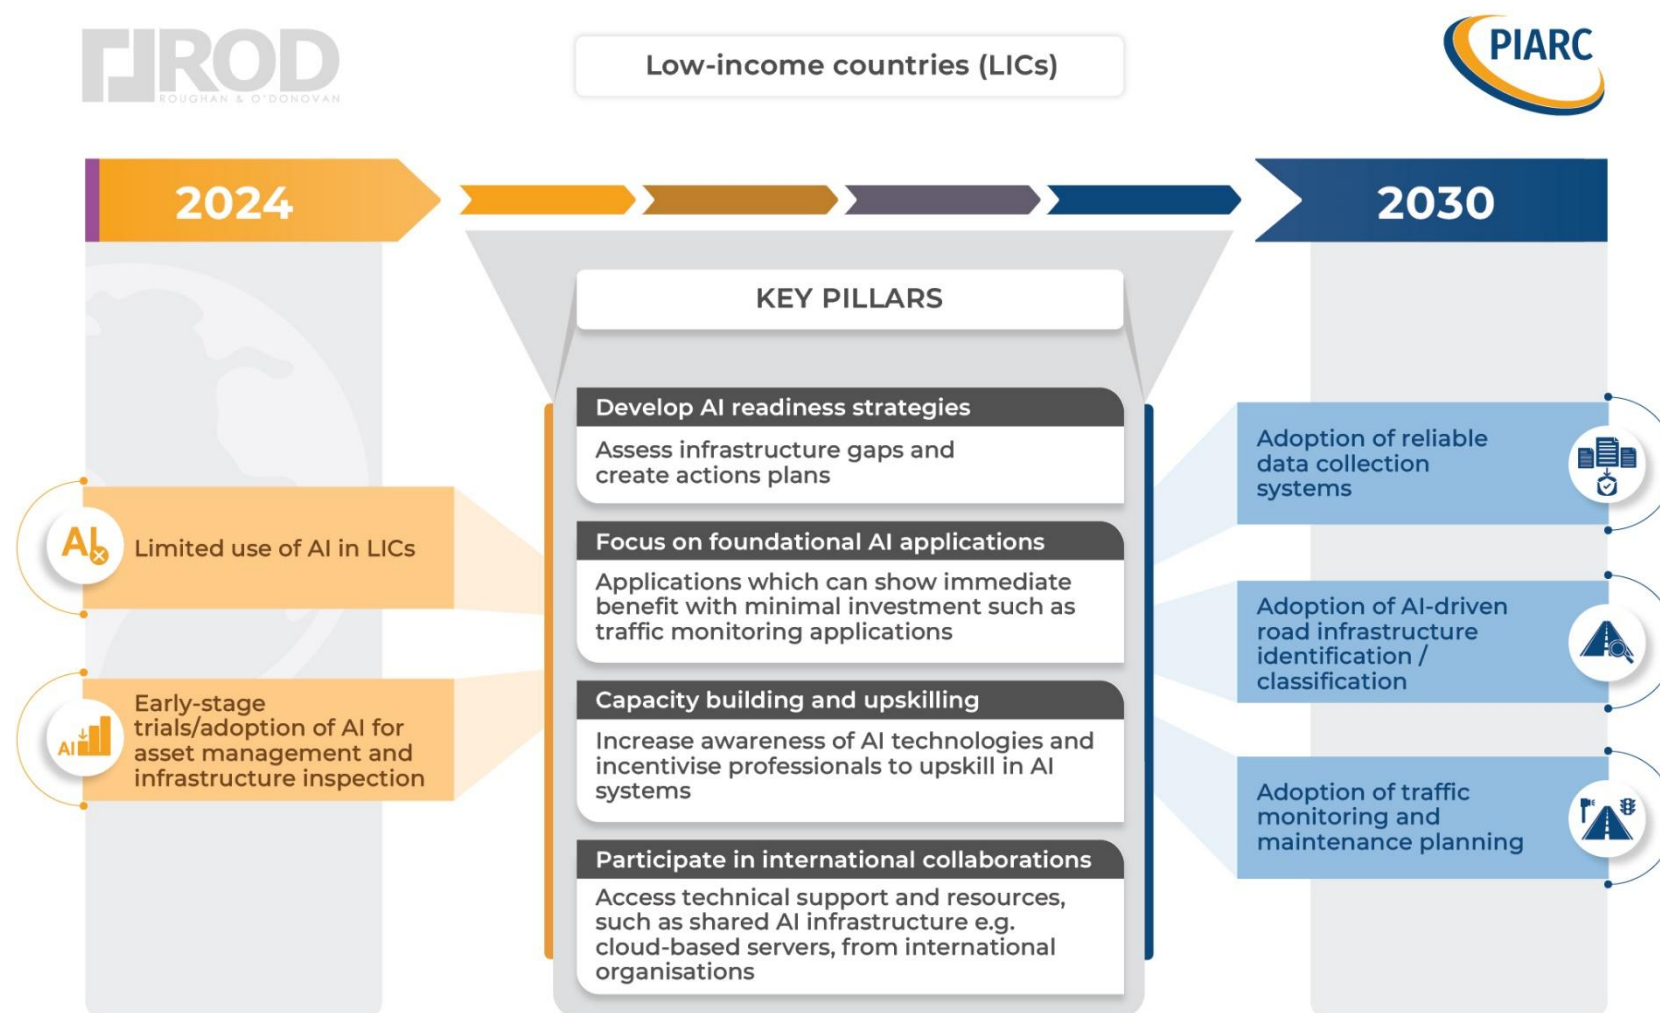 ROD
ROUGHAN & O'DONOVAN
Low-income countries (LICs)
PIARC
2024
2030
KEY PILLARS
Limited use of AI in LICs
AI
Early-stage
trials/adoption of AI for
asset management and
infrastructure inspection
AI
Develop AI readiness strategies
Assess infrastructure gaps and
create actions plans
Focus on foundational AI applications
Applications which can show immediate
benefit with minimal investment such as
traffic monitoring applications
Capacity building and upskilling
Increase awareness of AI technologies and
incentivise professionals to upskill in AI
systems
Participate in international collaborations
Access technical support and resources,
such as shared AI infrastructure e.g.
cloud-based servers, from international
organisations
Adoption of reliable
data collection
systems
Adoption of AI-driven
road infrastructure
identification /
classification
Adoption of traffic
monitoring and
maintenance planning